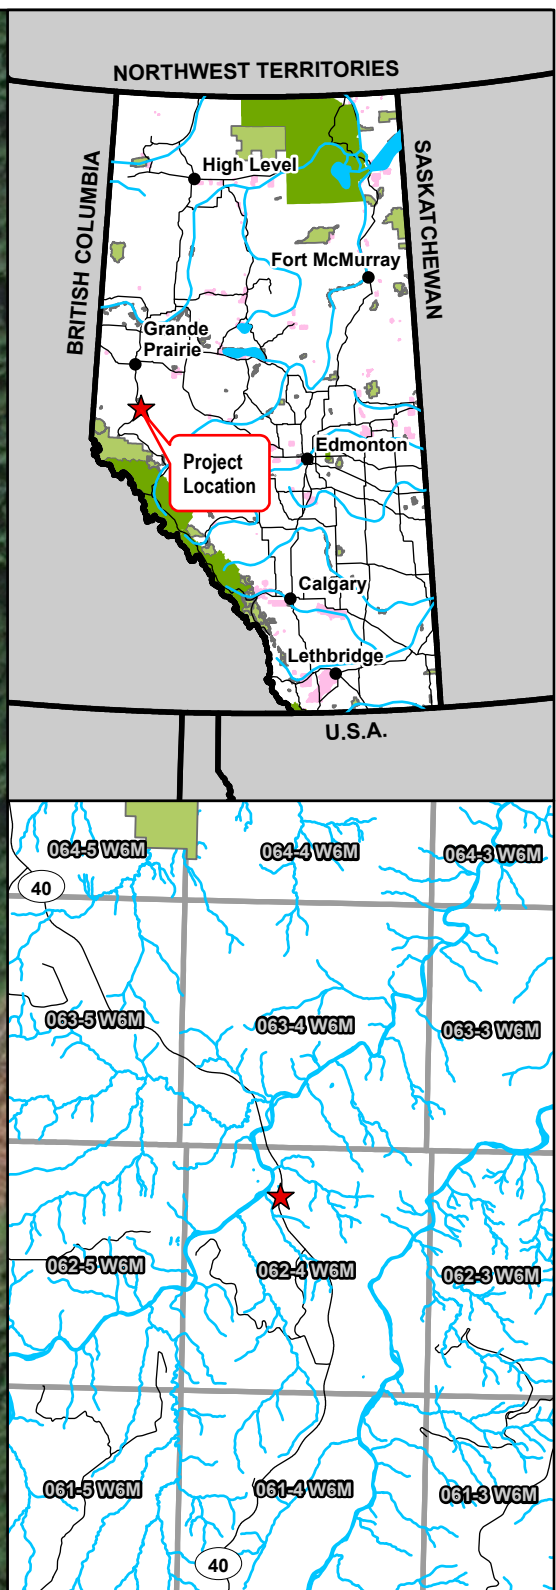 NORTHWEST TERRITORIES
BRITISH COLUMBIA
SASKATCHEWAN
High Level
Fort McMurray
Grande
Prairie
Project
Location
Edmonton
Calgary
Lethbridge
U.S.A.
064-5 W6M
064-4 W6M
064-3 W6M
40
063-5 W6M
063-4 W6M
063-3 W6M
062-5 W6M
062-4 W6M
062-3 W6M
061-5 W6M
061-4 W6M
061-3 W6M
40